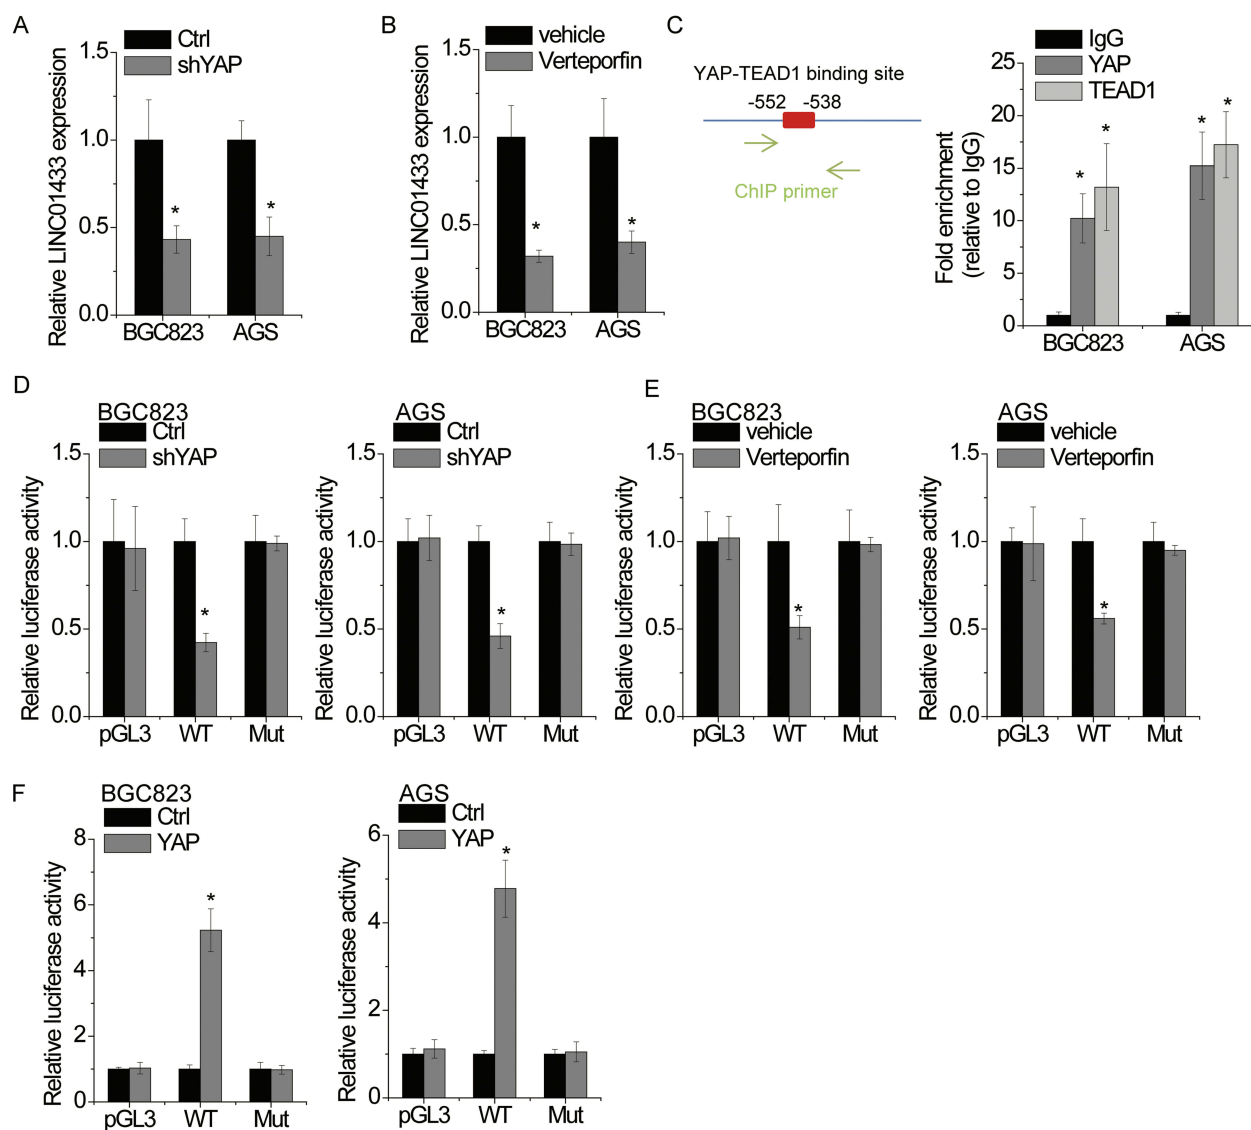 A
Ctrl
shYAP
Relative LINC01433 expression
1.5
1.0
0.5
0.0
*
*
BGC823
AGS
B
vehicle
Verteporfin
Relative LINC01433 expression
1.5
1.0
0.5
0.0
*
*
BGC823
AGS
C
YAP-TEAD1 binding site
-552
-538
ChIP primer
IgG
YAP
TEAD1
Fold enrichment
(relative to IgG)
25
20
15
10
5
0
*
*
*
*
BGC823
AGS
D
BGC823
Ctrl
shYAP
Relative luciferase activity
1.5
1.0
0.5
0.0
*
pGL3
WT
Mut
AGS
Ctrl
shYAP
Relative luciferase activity
1.5
1.0
0.5
0.0
*
pGL3
WT
Mut
E
BGC823
vehicle
Verteporfin
Relative luciferase activity
1.5
1.0
0.5
0.0
*
pGL3
WT
Mut
AGS
vehicle
Verteporfin
Relative luciferase activity
1.5
1.0
0.5
0.0
*
pGL3
WT
Mut
F
BGC823
Ctrl
YAP
Relative luciferase activity
8
6
4
2
0
*
pGL3
WT
Mut
AGS
Ctrl
YAP
Relative luciferase activity
6
4
2
0
*
pGL3
WT
Mut